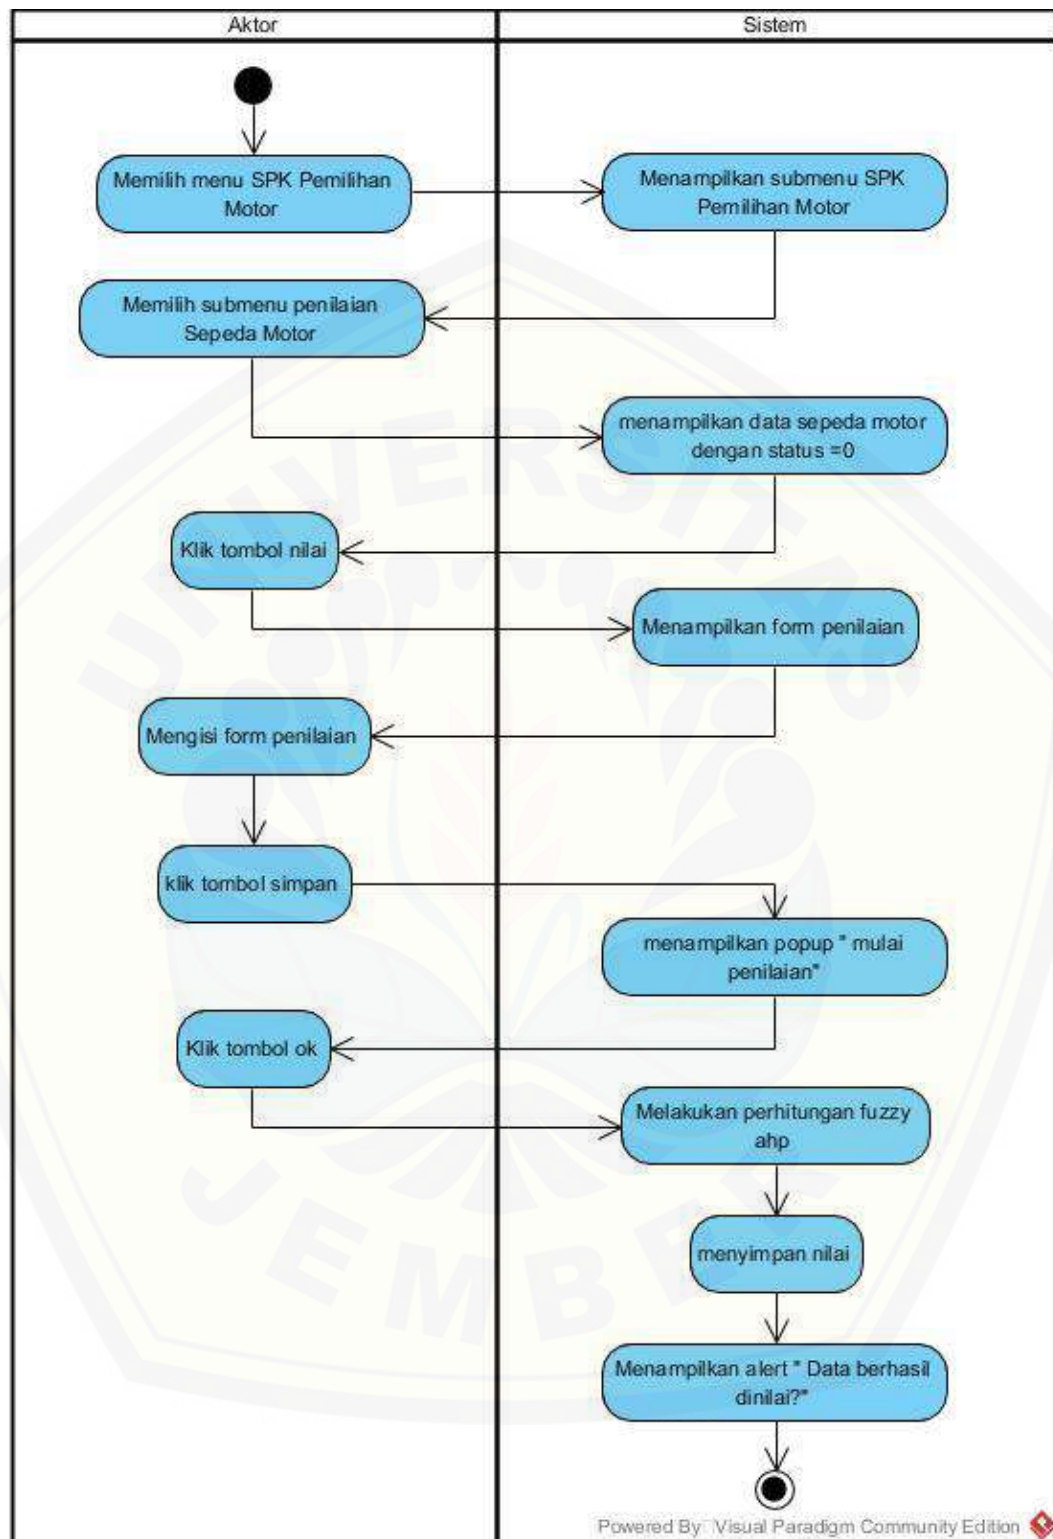 Aktor
Sistem
Memilih menu SPK Pemilihan
Motor
Menampilkan submenu SPK
Pemilihan Motor
Memilih submenu penilaian
Sepeda Motor
menampilkan data sepeda motor
dengan status =0
Klik tombol nilai
Menampilkan form penilaian
Mengisi form penilaian
klik tombol simpan
menampilkan popup " mulai
penilaian"
Klik tombol ok
Melakukan perhitungan fuzzy
ahp
menyimpan nilai
Menampilkan alert " Data berhasil
dinilai?"
UNIVERSITAS
JEMBER
Powered By Visual Paradigm Community Edition